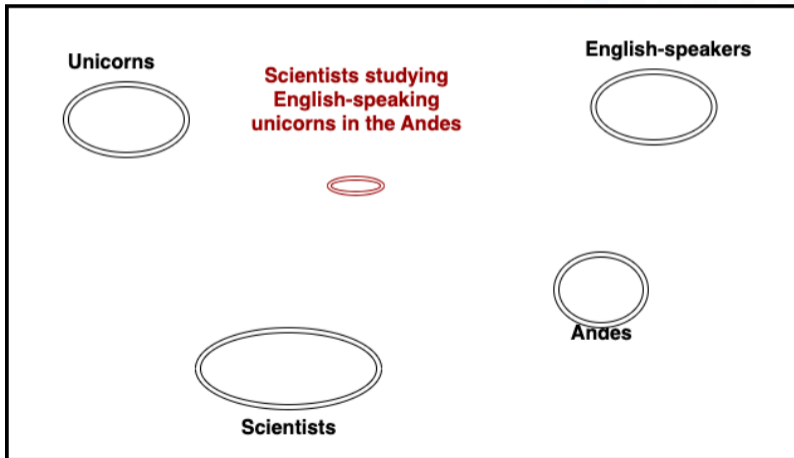 Unicorns
Scientists studying
English-speaking
unicorns in the Andes
English-speakers
Andes
Scientists